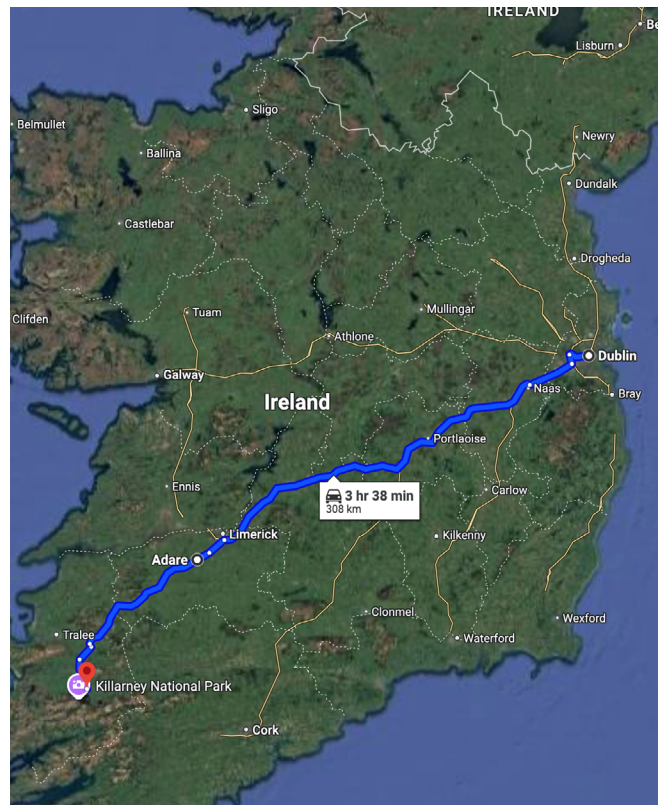 IRELAND
Lisburn
Be
Sligo
Belmullet
Newry
Ballina
Dundalk
Castlebar
Drogheda
Clifden
Tuam
Mullingar
Athlone
Dublin
Galway
Naas
Ireland
Bray
Portlaoise
Ennis
3 hr 38 min
308 km
Carlow
Limerick
Kilkenny
Adare
Clonmel
Wexford
Tralee
Waterford
Killarney National Park
Cork